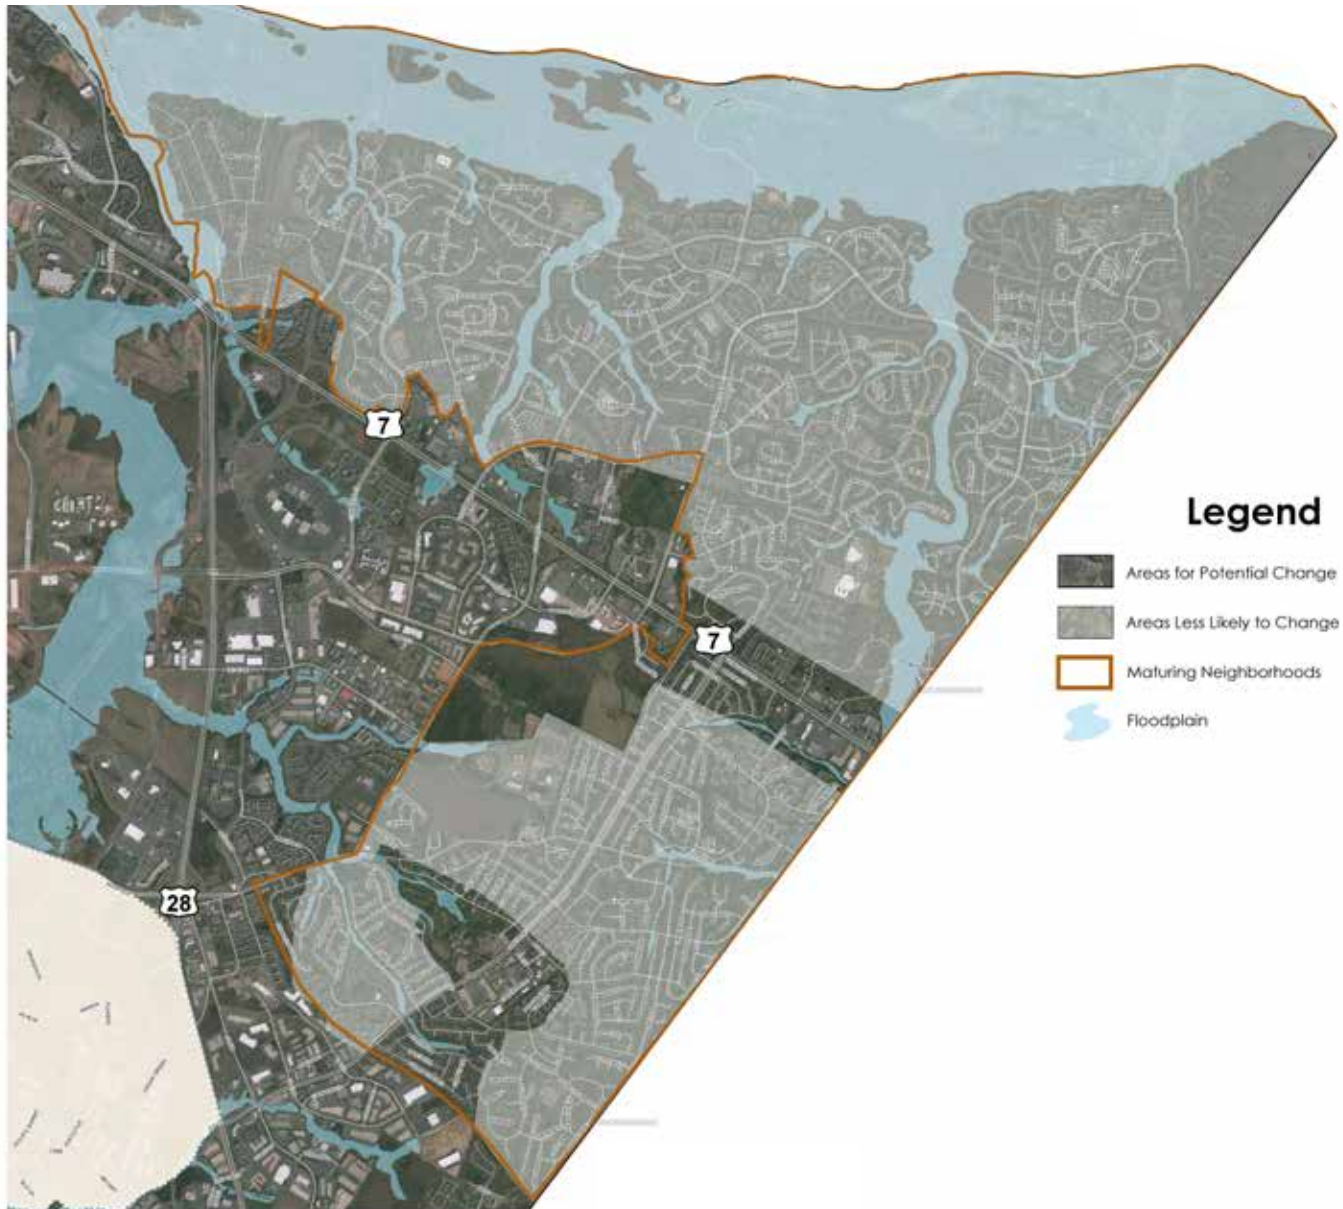 7
Legend
Areas for Potential Change
Areas Less Likely to Change
7
Maturing Neighborhoods
Floodplain
28